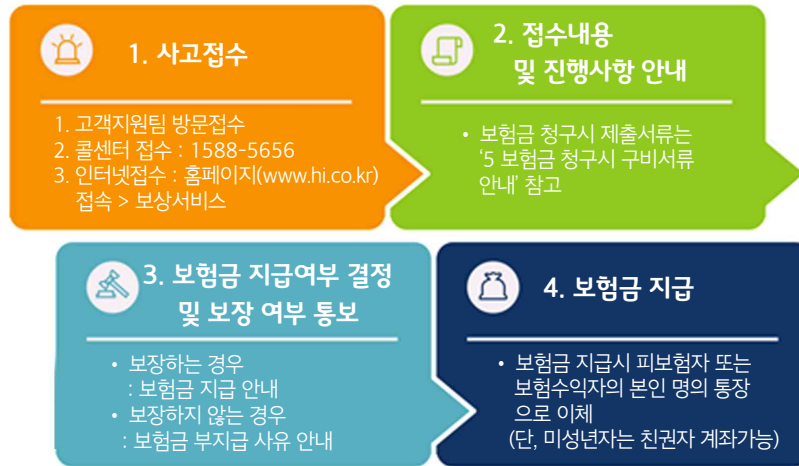 1. 사고접수
1. 고객지원팀 방문접수
2. 콜센터 접수 : 1588-5656
3. 인터넷접수 : 홈페이지(www.hi.co.kr)
접속 > 보상서비스
2. 접수내용
및 진행사항 안내
• 보험금 청구시 제출서류는
‘5 보험금 청구시 구비서류
안내’ 참고
3. 보험금 지급여부 결정
및 보장 여부 통보
• 보장하는 경우
: 보험금 지급 안내
• 보장하지 않는 경우
: 보험금 부지급 사유 안내
4. 보험금 지급
• 보험금 지급시 피보험자 또는
보험수익자의 본인 명의 통장
으로 이체
(단, 미성년자는 친권자 계좌가능)